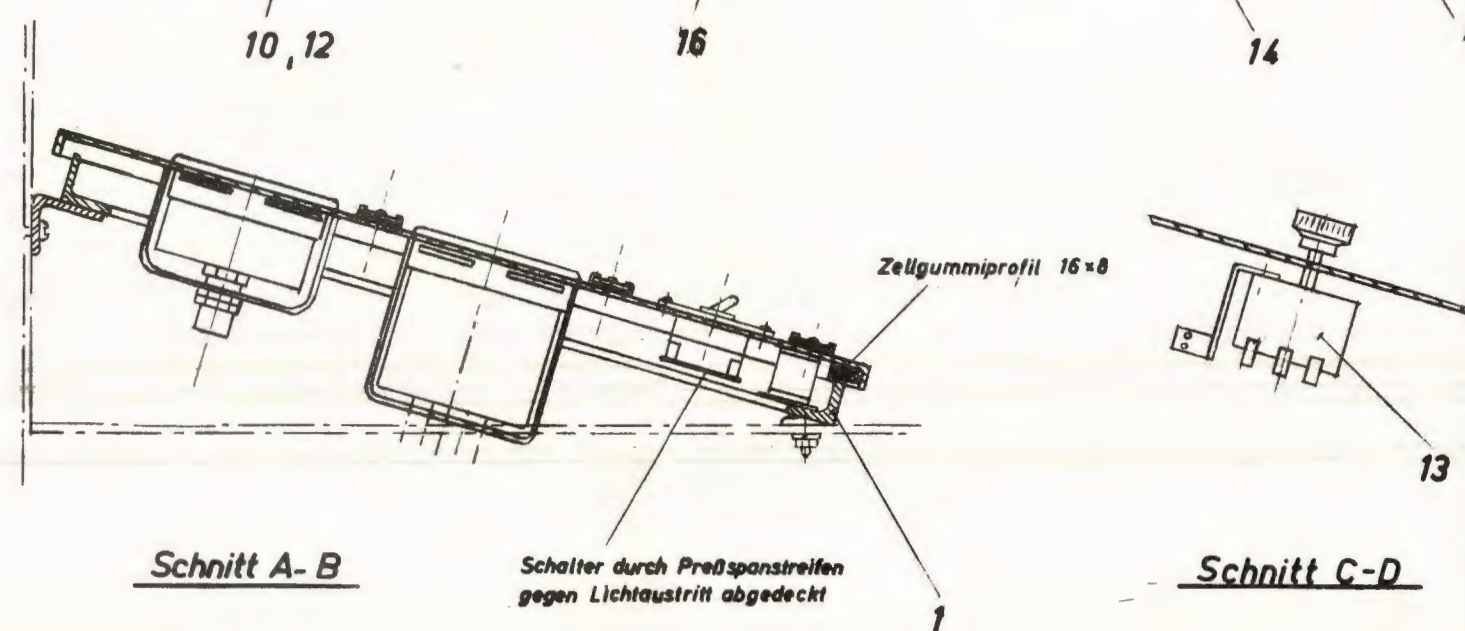 10, 12
16
14
Zellgummiprofil 16×8
13
Schnitt A-B
Schalter durch Preßspanstreifen
gegen Lichtaustritt abgedeckt
Schnitt C-D
1